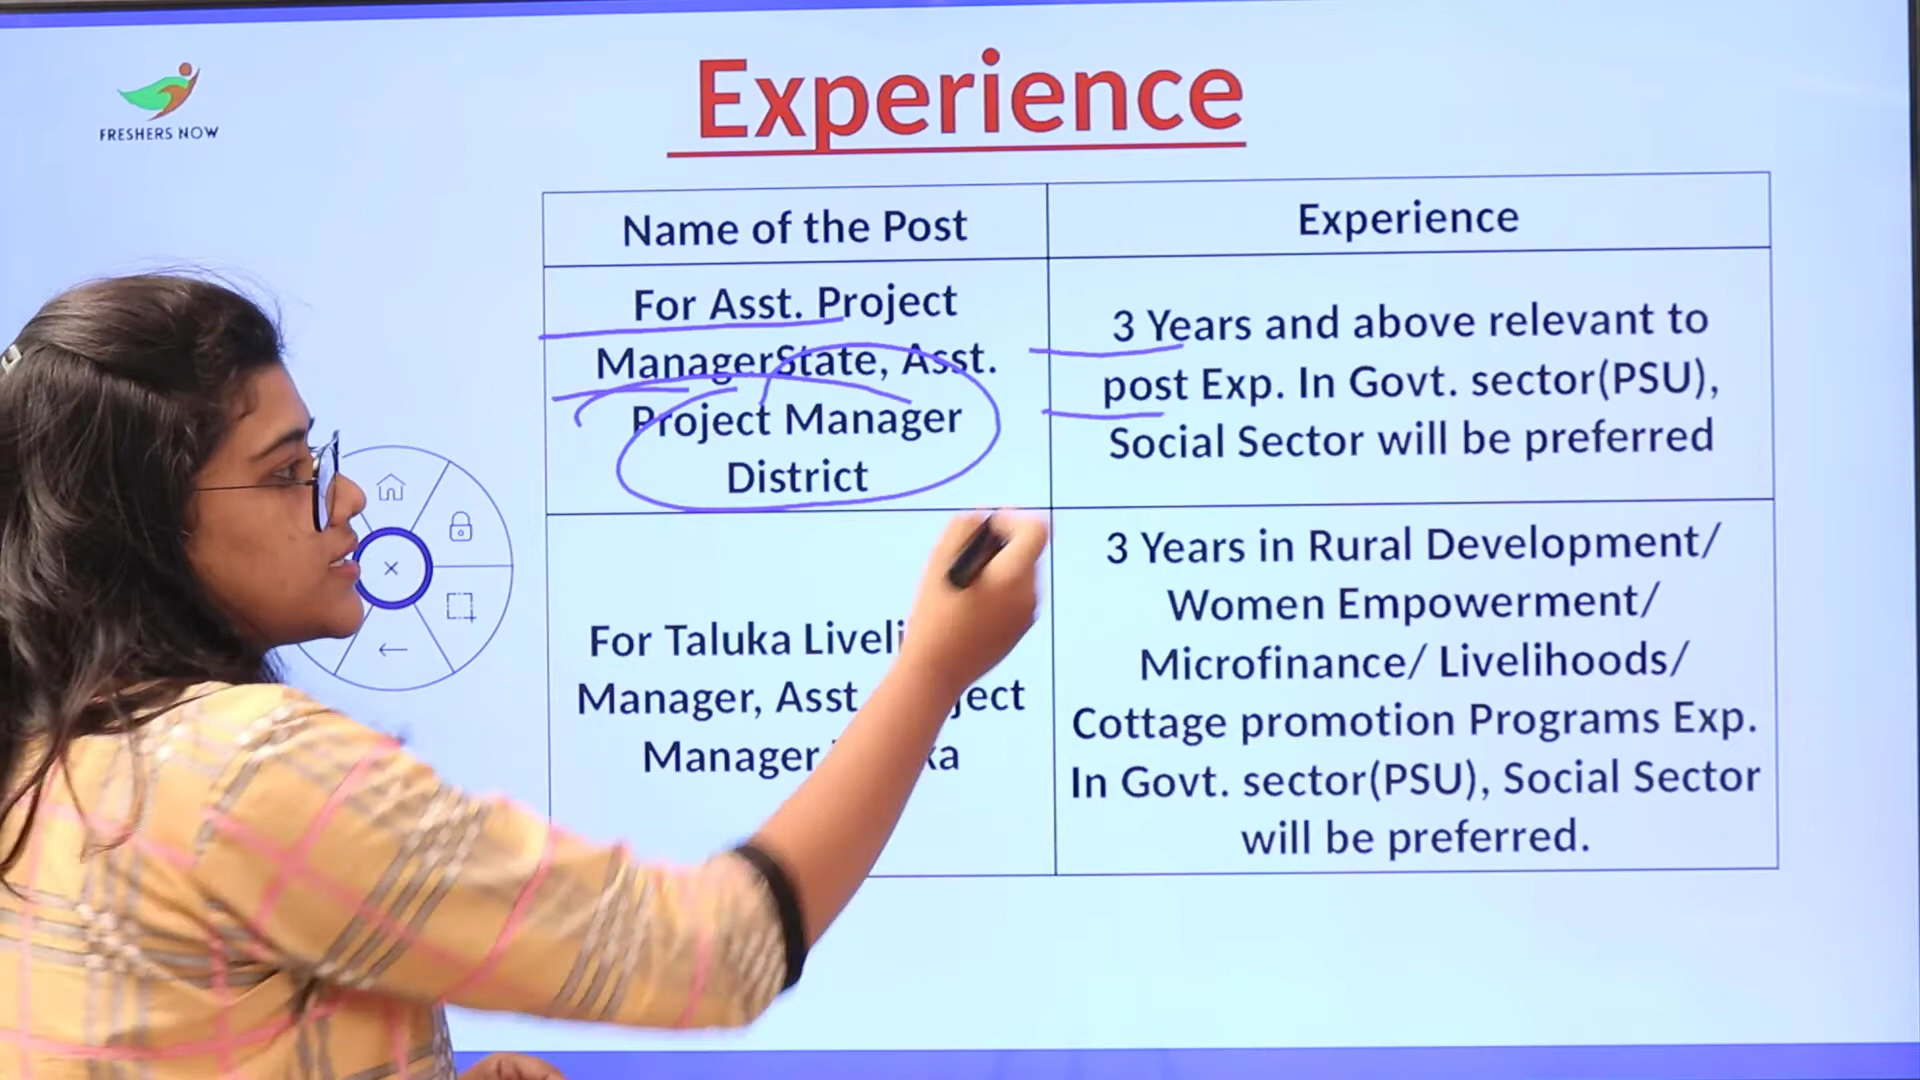 FRESHERS NOW
Experience
Name of the Post
Experience
For Asst. Project
ManagerState, Asst.
Project Manager
District
3 Years and above relevant to
post Exp. In Govt. sector(PSU),
Social Sector will be preferred
For Taluka
Manager, Asst
Manager
3 Years in Rural Development/
Women Empowerment/
Microfinance/ Livelihoods/
Cottage promotion Programs Exp.
In Govt. sector(PSU), Social Sector
will be preferred.